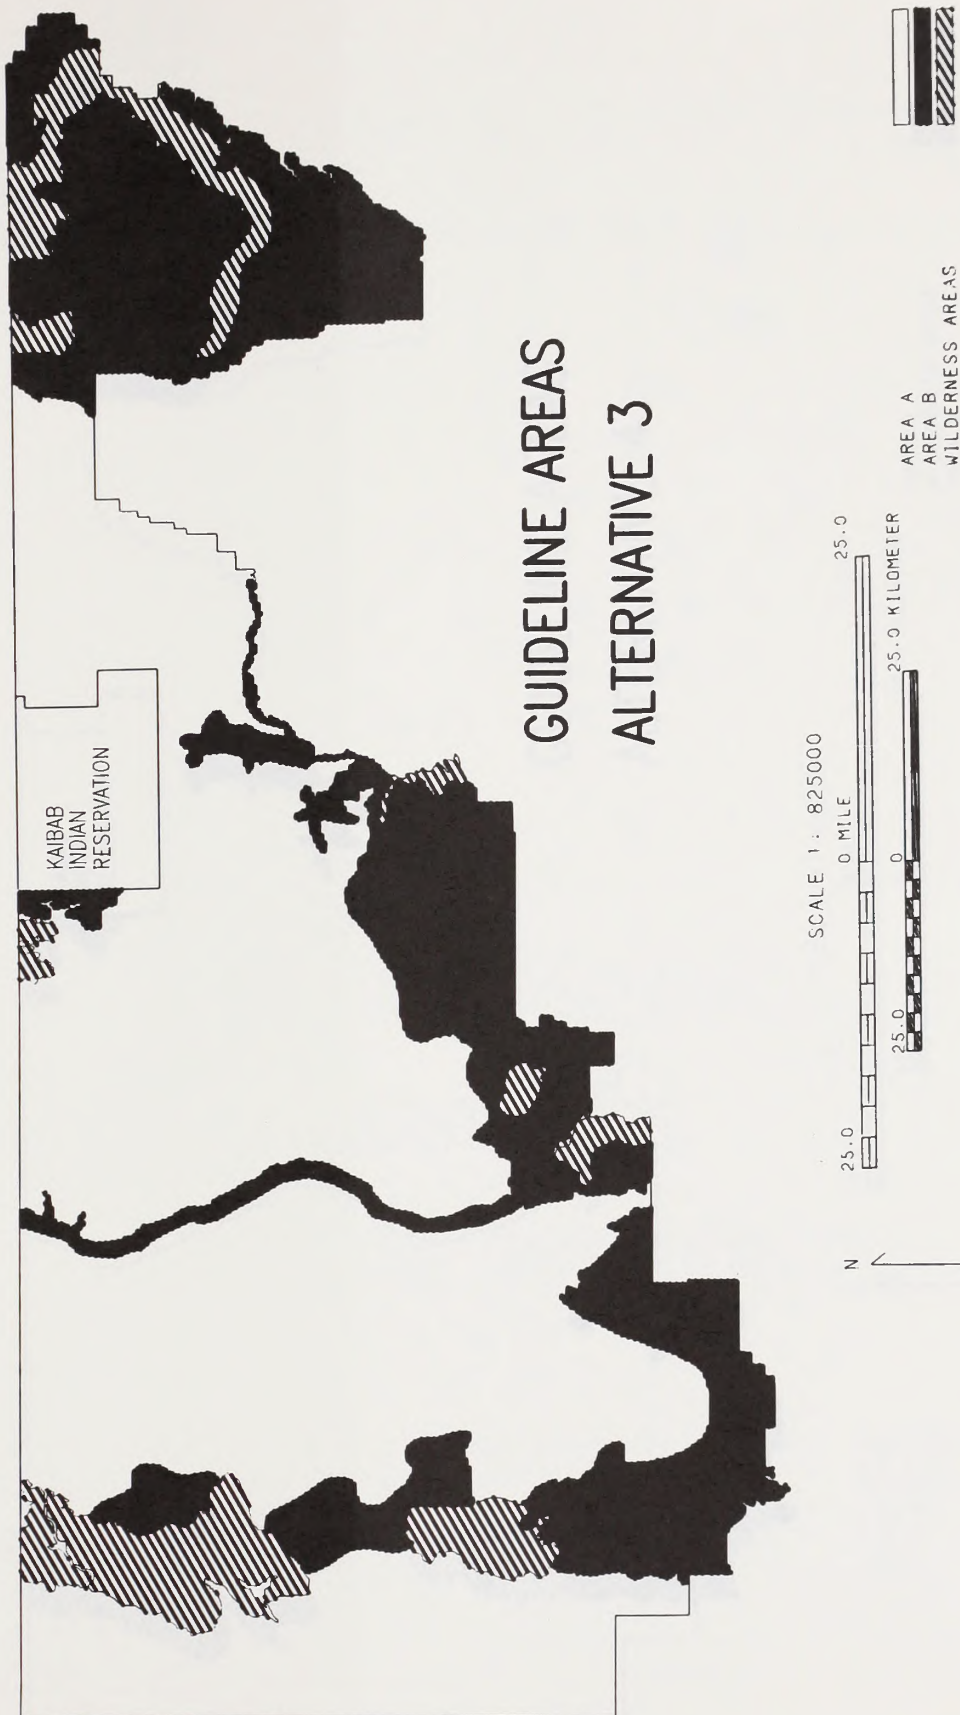 KAIBAB
INDIAN
RESERVATION
GUIDELINE AREAS
ALTERNATIVE 3
SCALE 1: 825000
25.0 0 MILE 25.0
25.0 0 25.0 KILOMETER
N
AREA A
AREA B
WILDERNESS AREAS